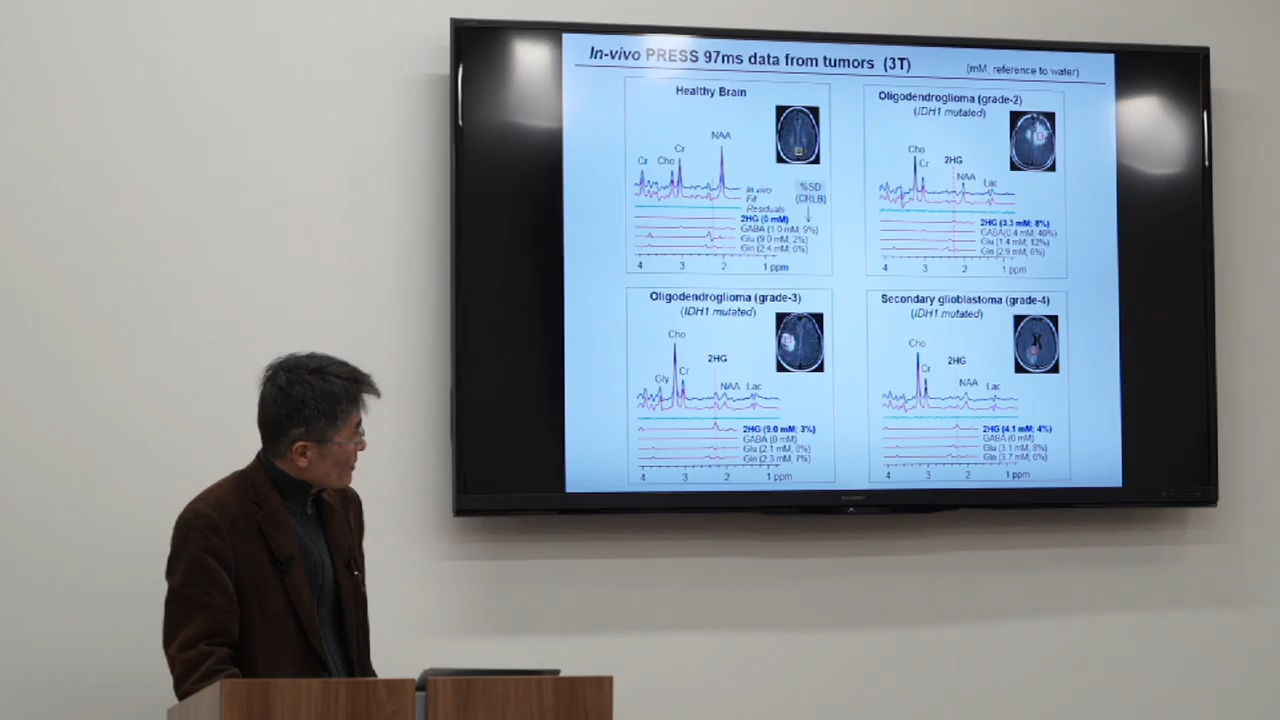 In-vivo PRESS 97ms data from tumors (3T)
(mM, reference to water)
Healthy Brain
NAA
Cr
Cr Cho
In vivo
Fit
Residuals
%SD
(CRLB)
2HG (0 mM)
GABA (1.0 mM; 9%)
Glu (9.0 mM; 2%)
Gln (2.4 mM; 6%)
4 3 2 1 ppm
Oligodendroglioma (grade-2)
(IDH1 mutated)
Cho
Cr
2HG
NAA
Lac
2HG (3.3 mM; 8%)
GABA(0.4 mM; 40%)
Glu (1.4 mM; 12%)
Gln (2.9 mM; 6%)
4 3 2 1 ppm
Oligodendroglioma (grade-3)
(IDH1 mutated)
Cho
2HG
Gly Cr
NAA Lac
2HG (9.0 mM; 3%)
GABA (0 mM)
Glu (2.1 mM; 8%)
Gln (2.3 mM; 7%)
4 3 2 1 ppm
Secondary glioblastoma (grade-4)
(IDH1 mutated)
Cho
2HG
Cr
NAA Lac
2HG (4.1 mM; 4%)
GABA (0 mM)
Glu (3.1 mM; 8%)
Gln (3.7 mM; 6%)
4 3 2 1 ppm
SHARP